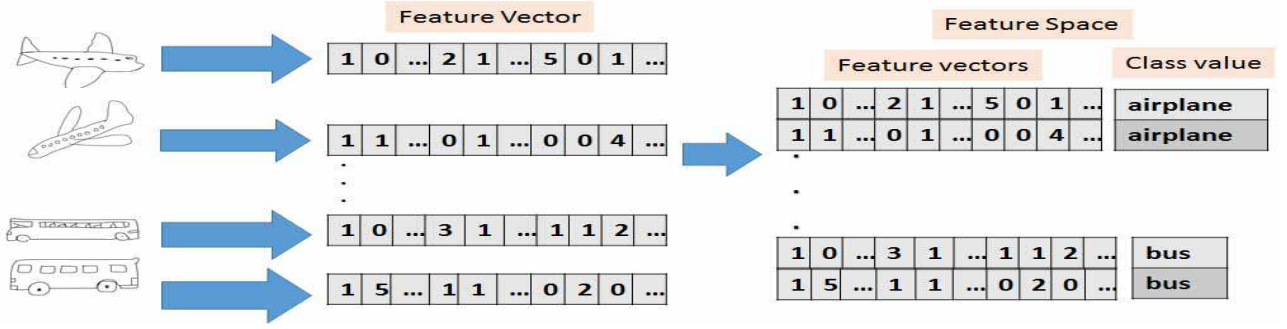 Feature Vector
Feature Space
Feature vectors
Class value
1 0 ... 2 1 ... 5 0 1 ...
1 0 ... 2 1 ... 5 0 1 ... airplane
1 1 ... 0 1 ... 0 0 4 ...
1 1 ... 0 1 ... 0 0 4 ... airplane
1 0 ... 3 1 ... 1 1 2 ...
1 0 ... 3 1 ... 1 1 2 ... bus
1 5 ... 1 1 ... 0 2 0 ...
1 5 ... 1 1 ... 0 2 0 ... bus